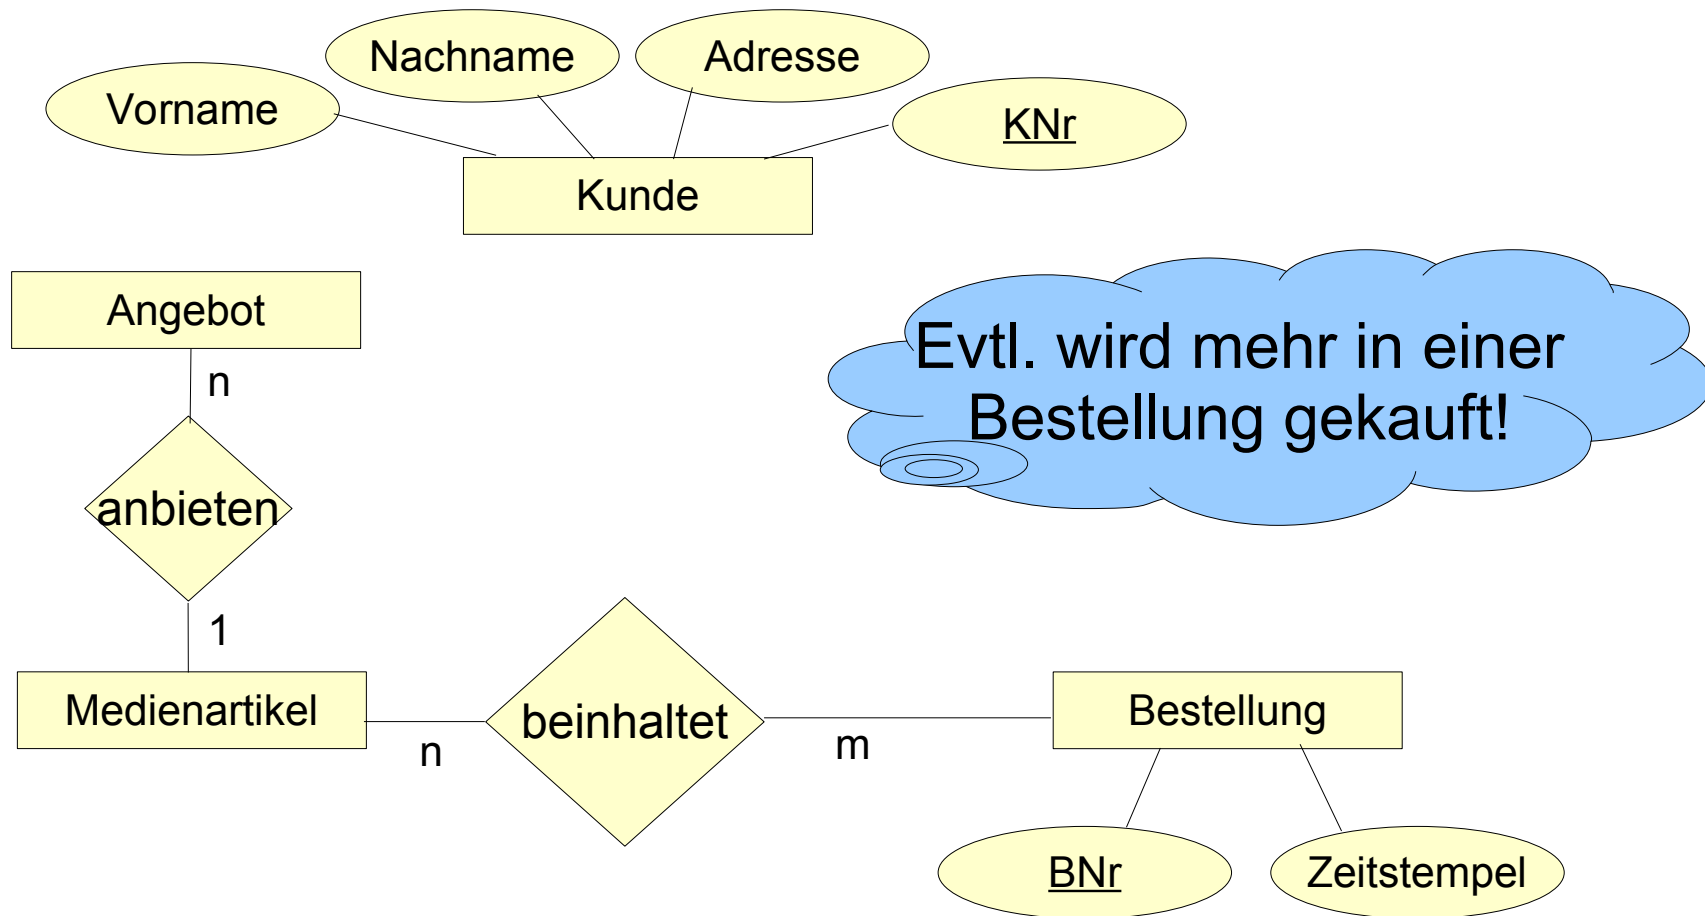 Nachname
Adresse
Vorname
KNr
Kunde
Angebot
n
Evtl. wird mehr in einer
Bestellung gekauft!
anbieten
1
Medienartikel
beinhaltet
Bestellung
n
m
BNr
Zeitstempel